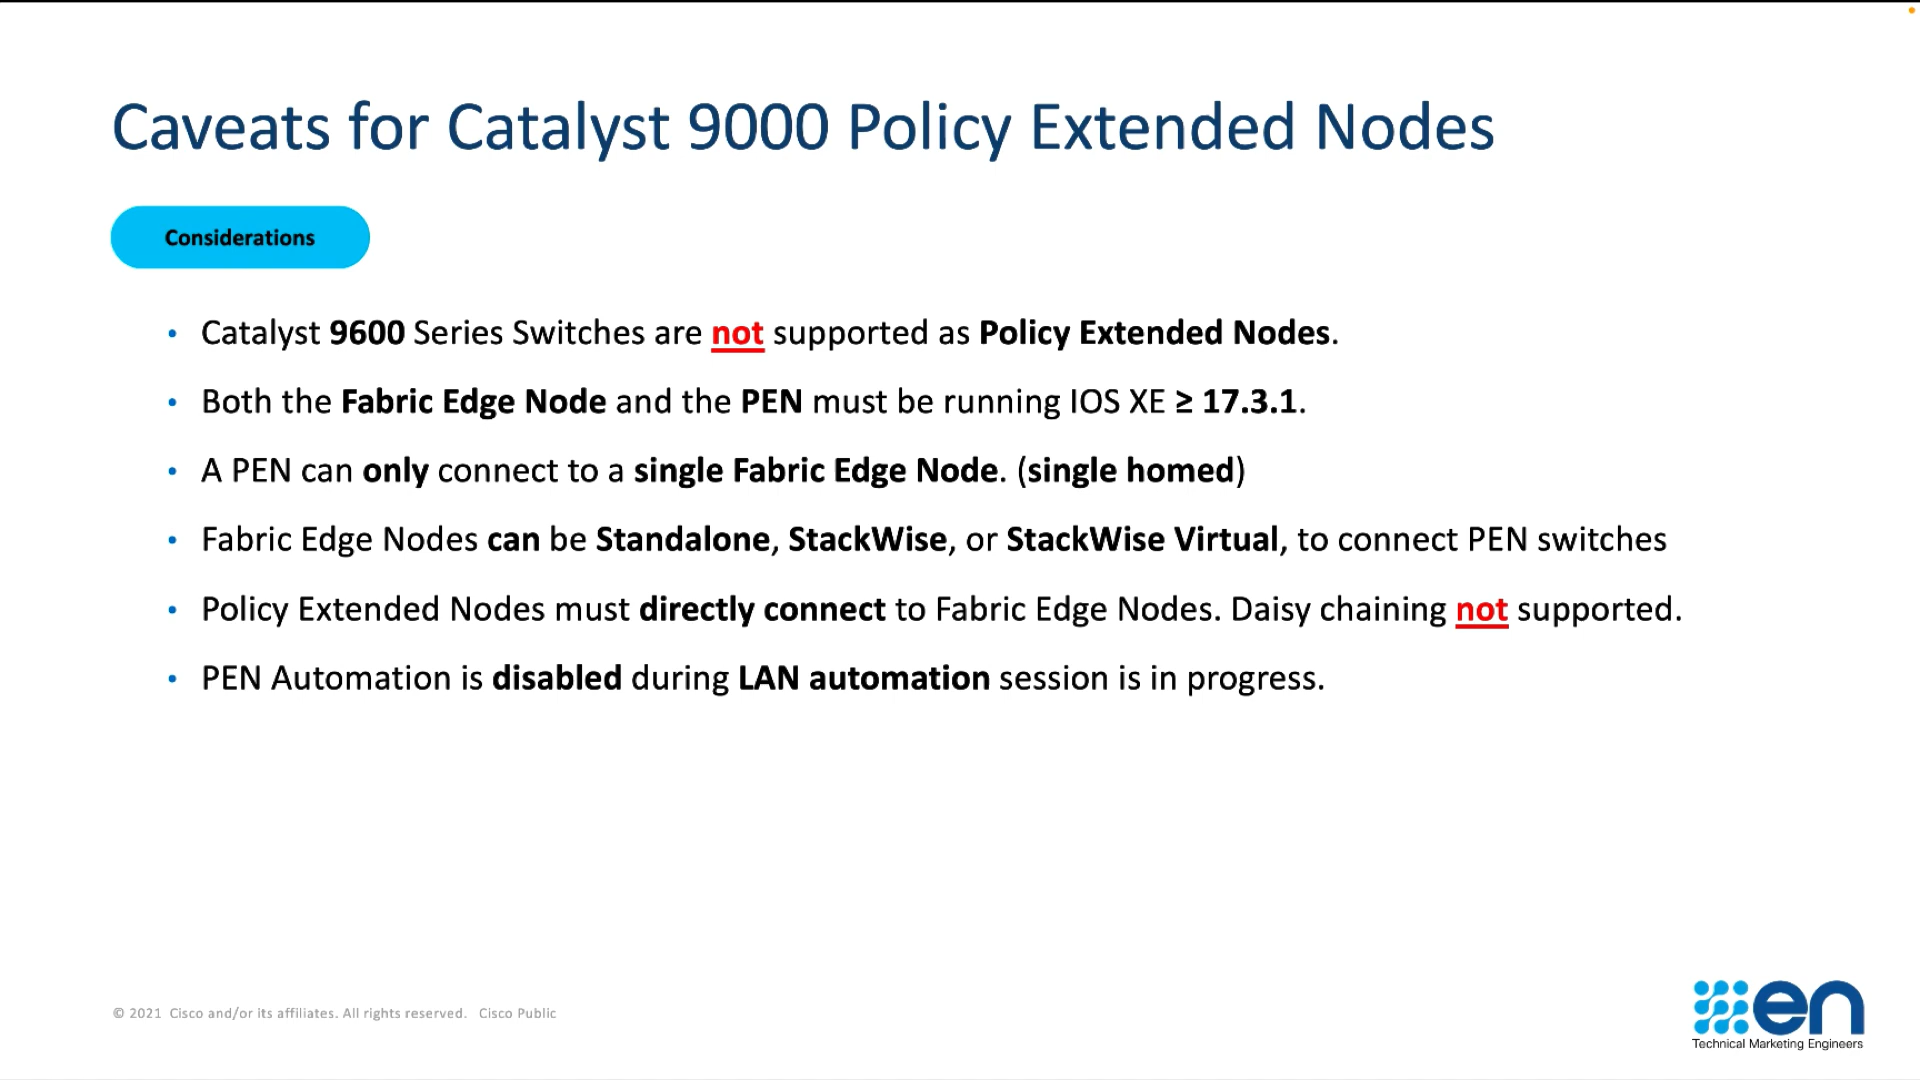 Caveats for Catalyst 9000 Policy Extended Nodes
Considerations
• Catalyst 9600 Series Switches are not supported as Policy Extended Nodes.
• Both the Fabric Edge Node and the PEN must be running IOS XE ≥ 17.3.1.
• A PEN can only connect to a single Fabric Edge Node. (single homed)
• Fabric Edge Nodes can be Standalone, StackWise, or StackWise Virtual, to connect PEN switches
• Policy Extended Nodes must directly connect to Fabric Edge Nodes. Daisy chaining not supported.
• PEN Automation is disabled during LAN automation session is in progress.
© 2021 Cisco and/or its affiliates. All rights reserved. Cisco Public
en
Technical Marketing Engineers